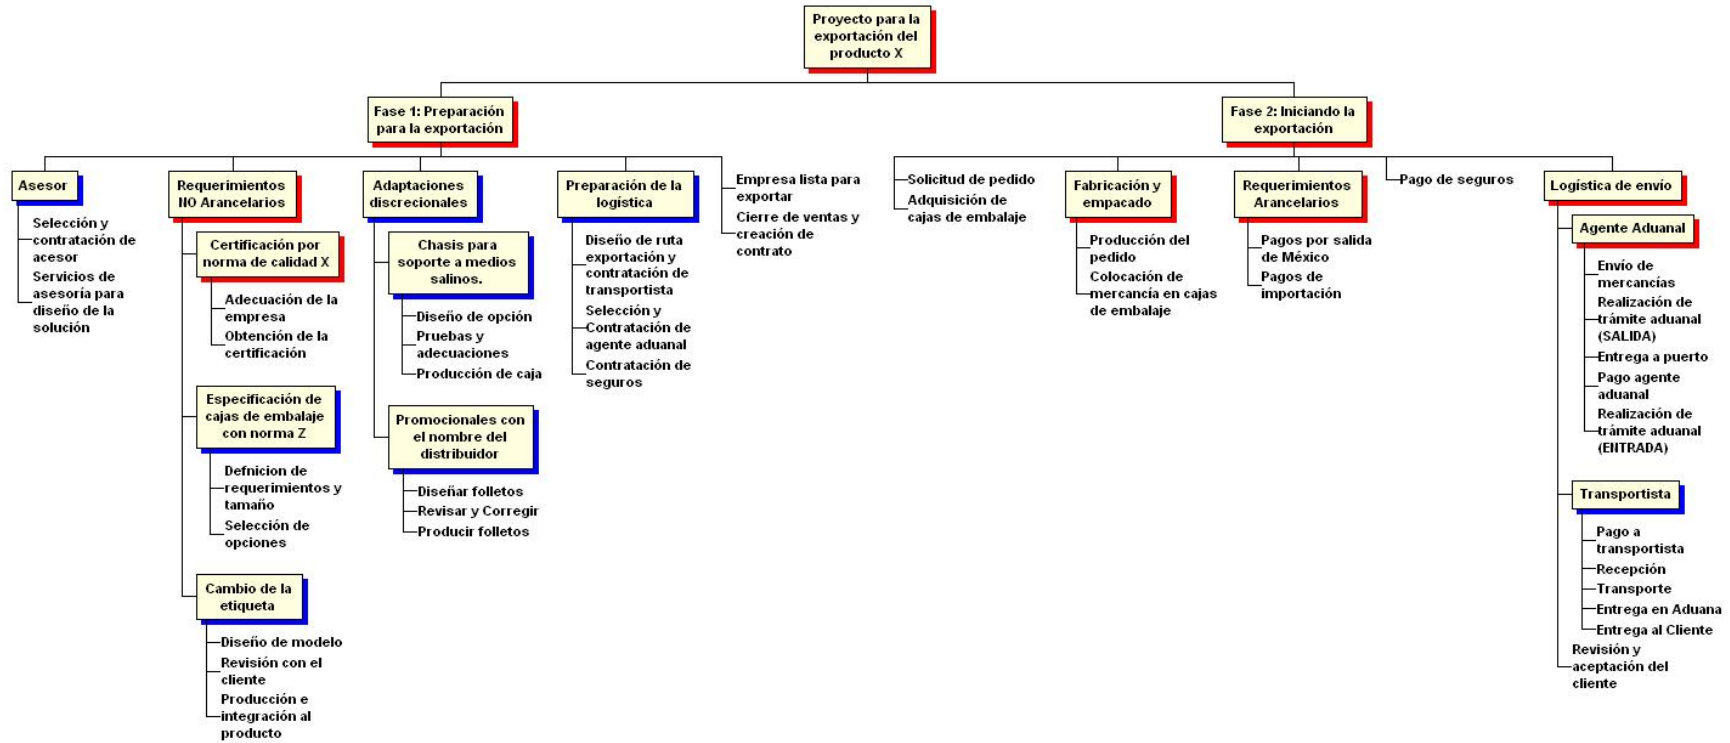 Proyecto para la
exportación del
producto X
Fase 1: Preparación
para la exportación
Fase 2: Iniciando la
exportación
Asesor
Selección y
contratación de
acesor
Servicios de
asesoría para
diseño de la
solución
Requerimientos
NO Arancelarios
Certificación por
norma de calidad X
Adecuación de la
empresa
Obtención de la
certificación
Especificación de
cajas de embalaje
con norma Z
Defnicion de
requerimientos y
tamaño
Selección de
opciones
Cambio de la
etiqueta
Diseño de modelo
Revisión con el
cliente
Producción e
integración al
producto
Adaptaciones
discrecionales
Chasis para
soporte a medios
salinos.
Diseño de opción
Pruebas y
adecuaciones
Producción de caja
Promocionales con
el nombre del
distribuidor
Diseñar folletos
Revisar y Corregir
Producir folletos
Preparación de la
logística
Diseño de ruta
exportación y
contratación de
transportista
Selección y
Contratación de
agente aduanal
Contratación de
seguros
Empresa lista para
exportar
Cierre de ventas y
creación de
contrato
Solicitud de pedido
Adquisición de
cajas de embalaje
Fabricación y
empacado
Producción del
pedido
Colocación de
mercancía en cajas
de embalaje
Requerimientos
Arancelarios
Pagos por salida
de México
Pagos de
importación
Pago de seguros
Logística de envío
Agente Aduanal
Envío de
mercancías
Realización de
trámite aduanal
(SALIDA)
Entrega a puerto
Pago agente
aduanal
Realización de
trámite aduanal
(ENTRADA)
Transportista
Pago a
transportista
Recepción
Transporte
Entrega en Aduana
Entrega al Cliente
Revisión y
aceptación del
cliente